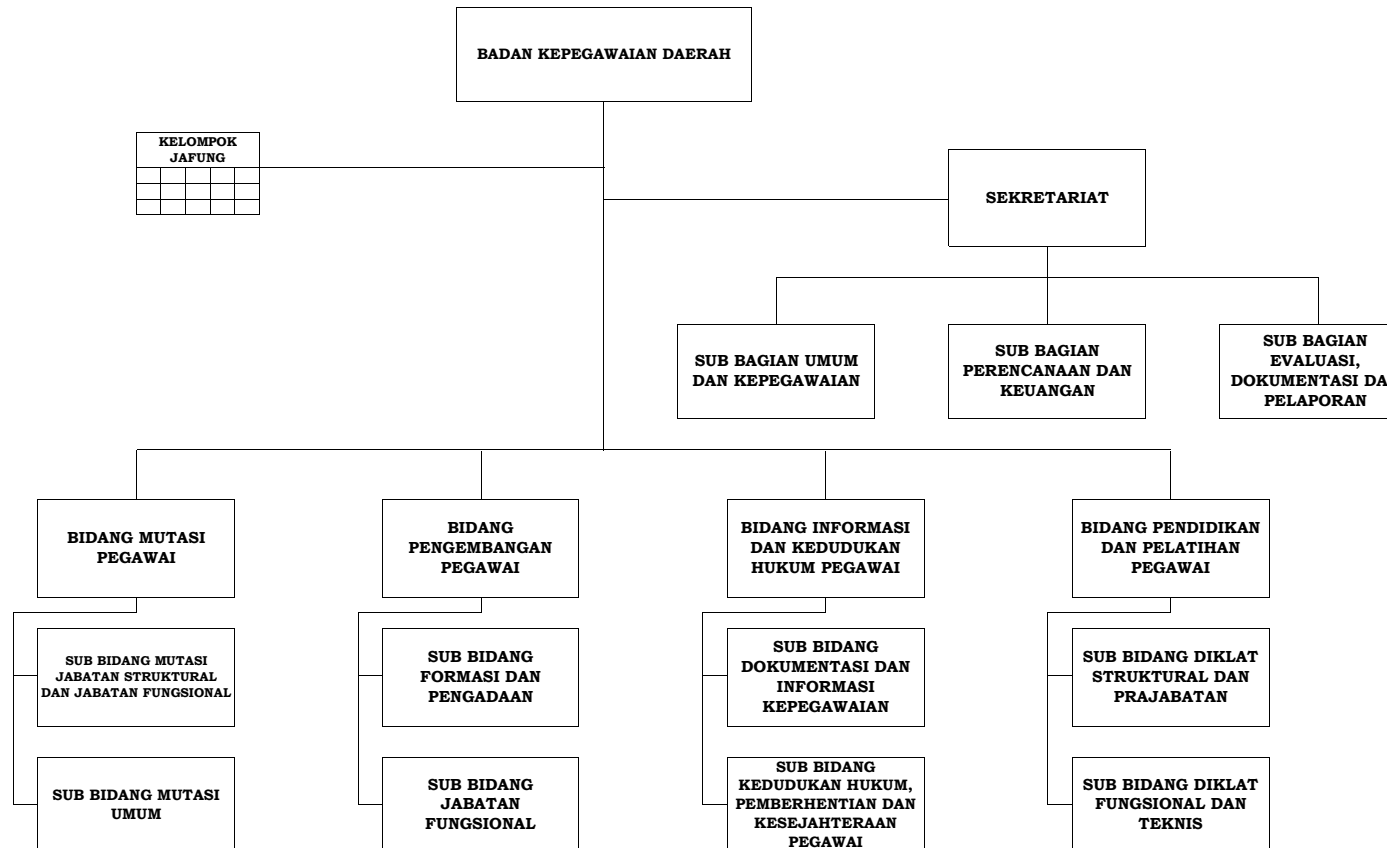 BADAN KEPEGAWAIAN DAERAH
KELOMPOK
JAFUNG
SEKRETARIAT
SUB BAGIAN UMUM
DAN KEPEGAWAIAN
SUB BAGIAN
PERENCANAAN DAN
KEUANGAN
SUB BAGIAN
EVALUASI,
DOKUMENTASI DA
PELAPORAN
BIDANG MUTASI
PEGAWAI
BIDANG
PENGEMBANGAN
PEGAWAI
BIDANG INFORMASI
DAN KEDUDUKAN
HUKUM PEGAWAI
BIDANG PENDIDIKAN
DAN PELATIHAN
PEGAWAI
SUB BIDANG MUTASI
JABATAN STRUKTURAL
DAN JABATAN FUNGSIONAL
SUB BIDANG
FORMASI DAN
PENGADAAN
SUB BIDANG
DOKUMENTASI DAN
INFORMASI
KEPEGAWAIAN
SUB BIDANG DIKLAT
STRUKTURAL DAN
PRAJABATAN
SUB BIDANG MUTASI
UMUM
SUB BIDANG
JABATAN
FUNGSIONAL
SUB BIDANG
KEDUDUKAN HUKUM,
PEMBERHENTIAN DAN
KESEJAHTERAAN
PEGAWAI
SUB BIDANG DIKLAT
FUNGSIONAL DAN
TEKNIS